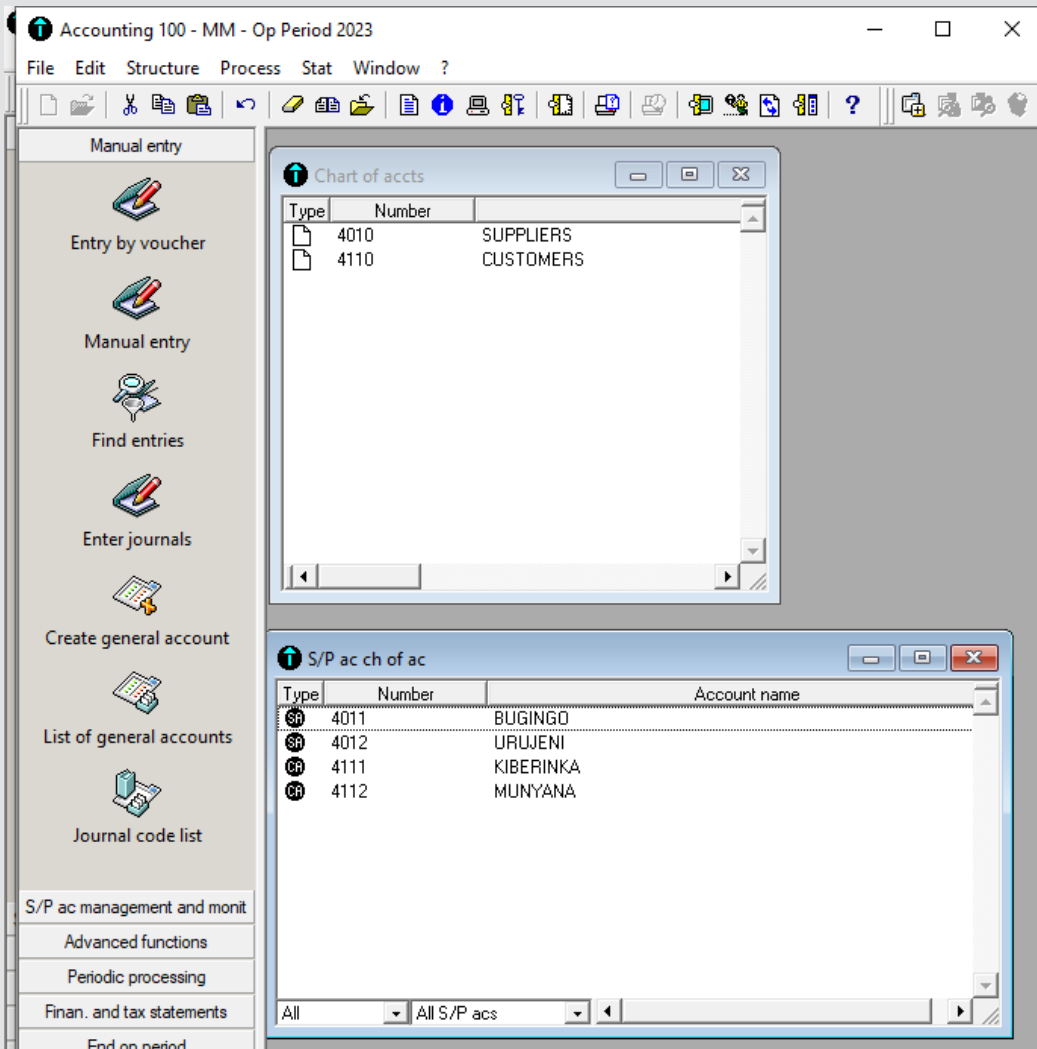 Accounting 100 - MM - Op Period 2023
File Edit Structure Process Stat Window ?
Manual entry
Entry by voucher
Manual entry
Find entries
Enter journals
Create general account
List of general accounts
Journal code list
S/P ac management and monit
Advanced functions
Periodic processing
Finan. and tax statements
End op period
Chart of accts
Type Number
4010 SUPPLIERS
4110 CUSTOMERS
S/P ac ch of ac
Type Number Account name
SA 4011 BUGINGO
SA 4012 URUJENI
CA 4111 KIBERINKA
CA 4112 MUNYANA
All All S/P acs